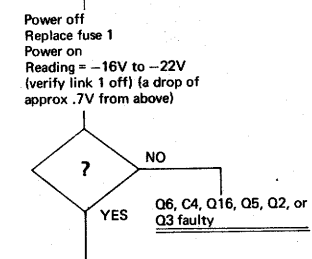 Power off
Replace fuse 1
Power on
Reading = −16V to −22V
(verify link 1 off) (a drop of
approx .7V from above)
?
NO
YES
Q6, C4, Q16, Q5, Q2, or
Q3 faulty